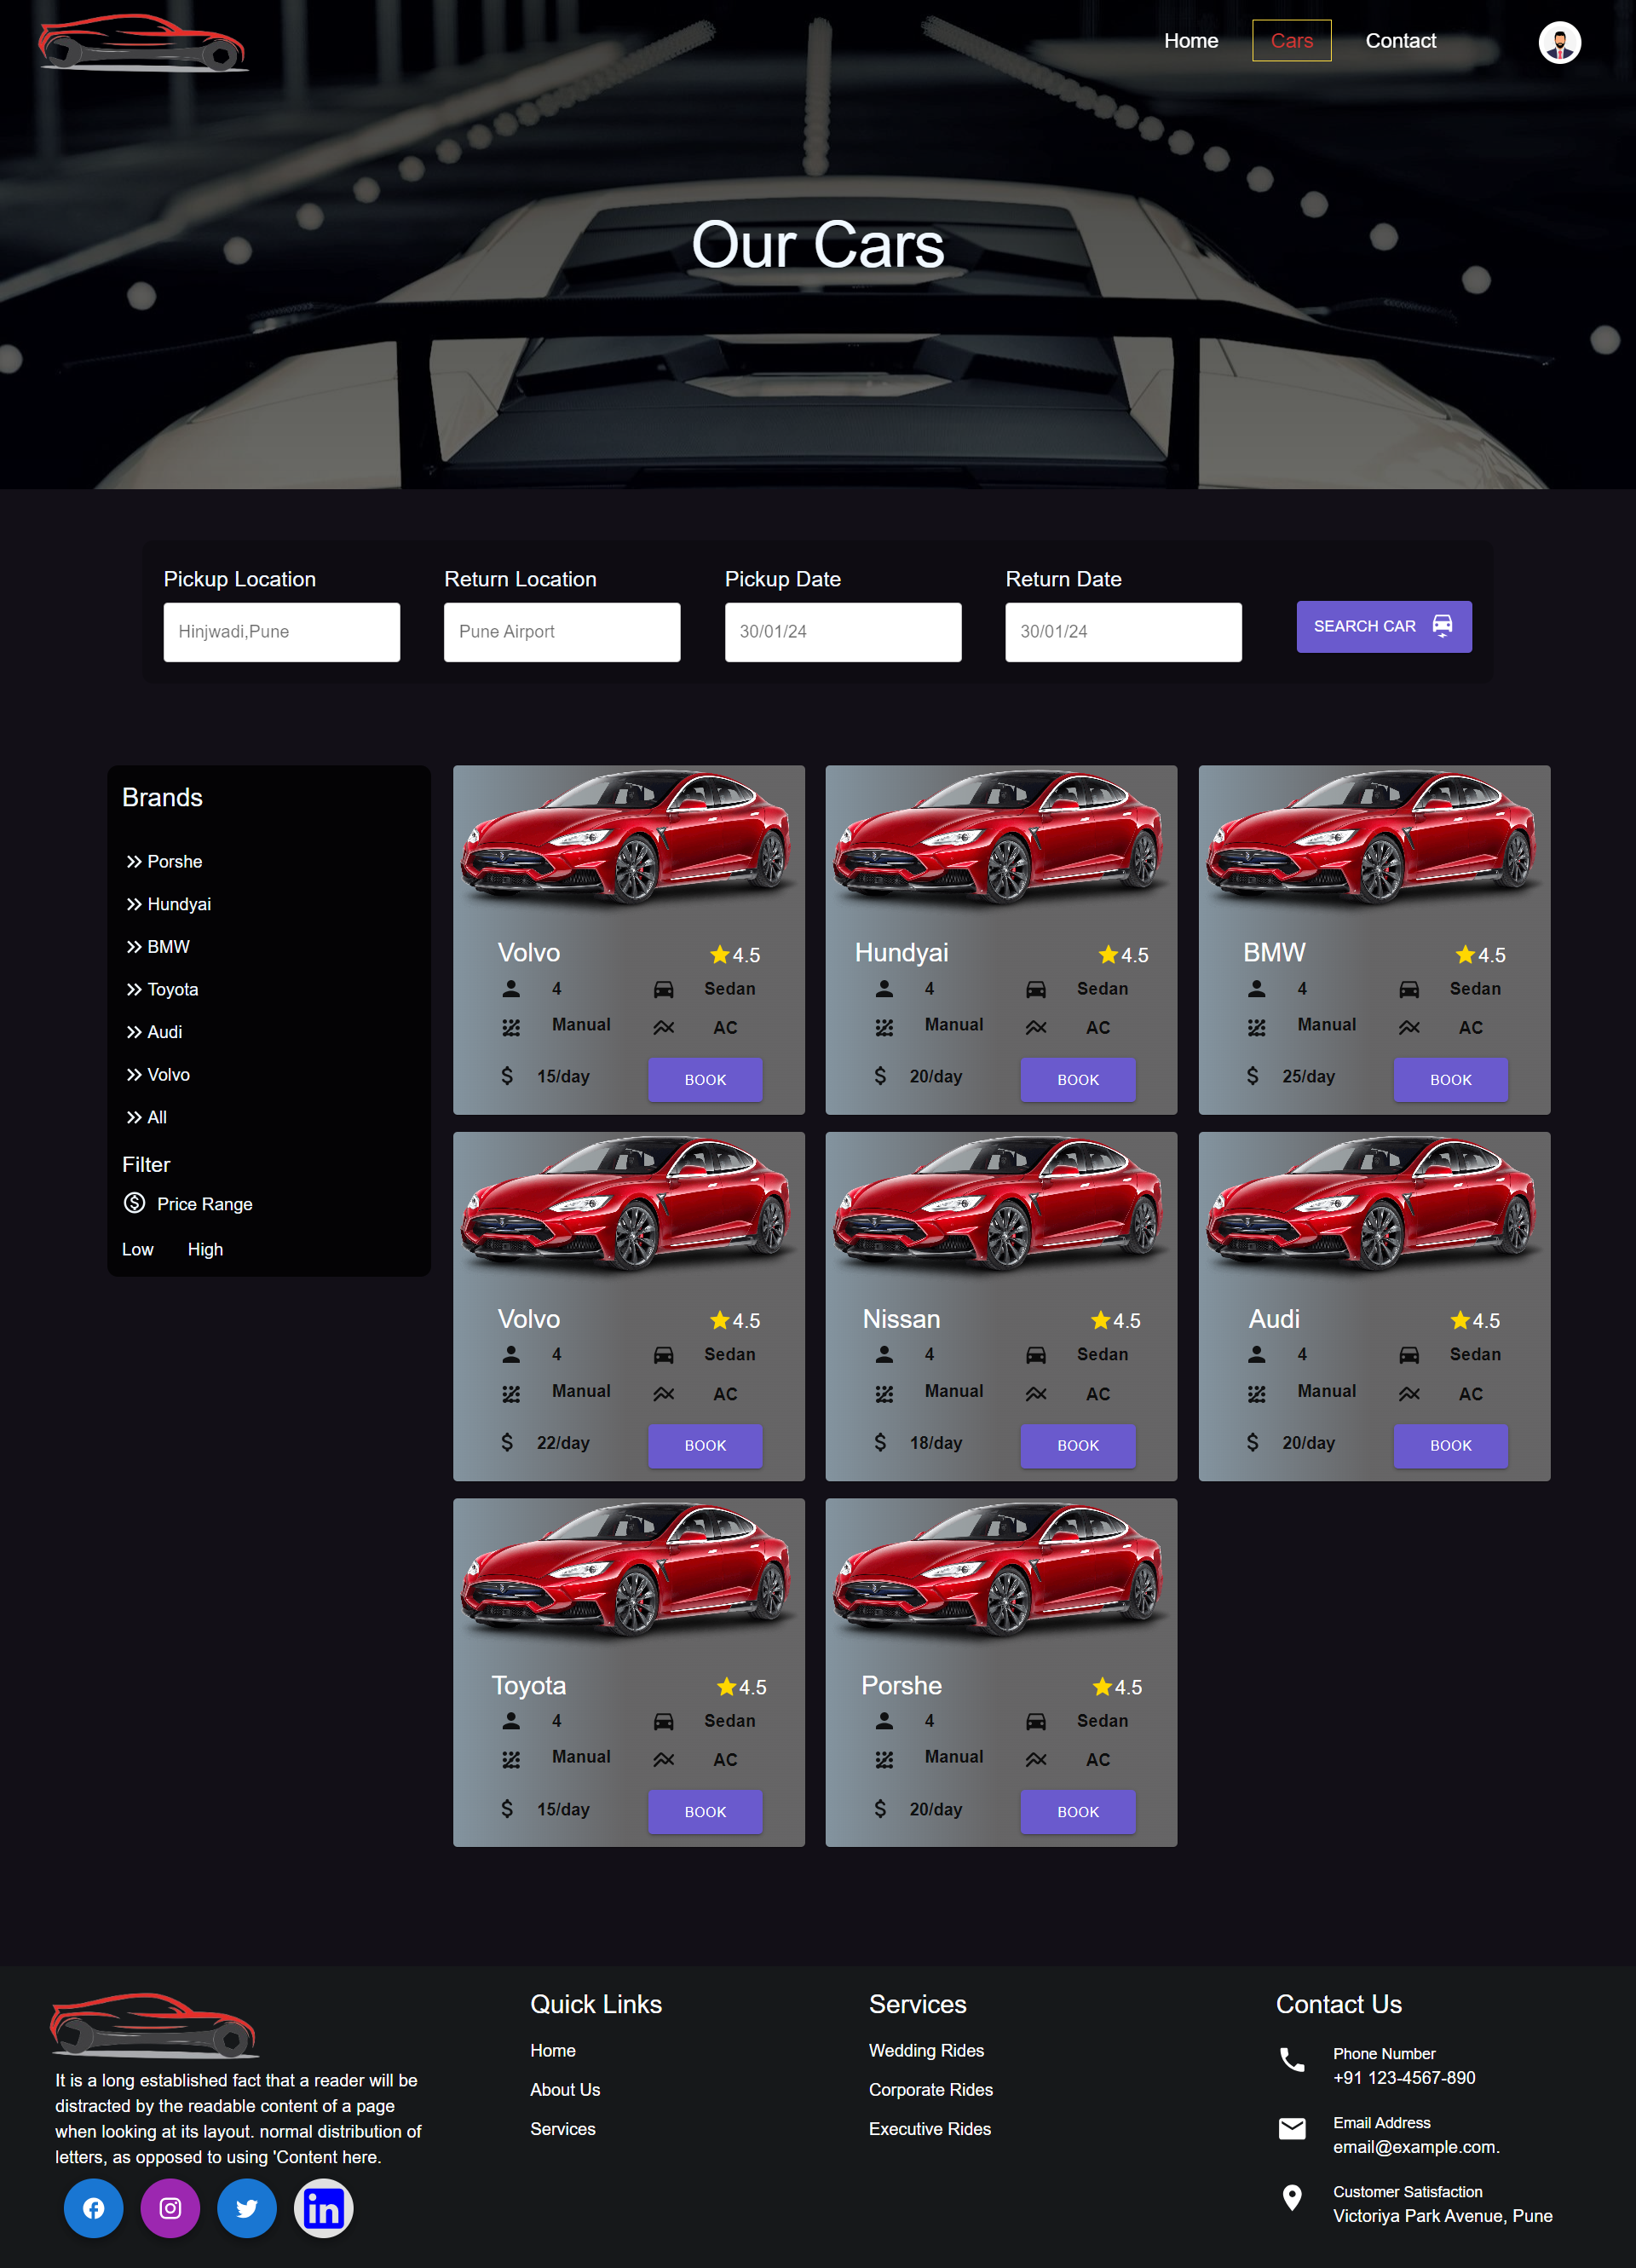 Home
Cars
Contact
Our Cars
Pickup Location
Return Location
Pickup Date
Return Date
Hinjwadi,Pune
Pune Airport
30/01/24
30/01/24
SEARCH CAR
Brands
Porshe
Hundyai
BMW
Toyota
Audi
Volvo
All
Filter
Price Range
Low
High
Volvo
4.5
4
Sedan
Manual
AC
15/day
BOOK
Hundyai
4.5
4
Sedan
Manual
AC
20/day
BOOK
BMW
4.5
4
Sedan
Manual
AC
25/day
BOOK
Volvo
4.5
4
Sedan
Manual
AC
22/day
BOOK
Nissan
4.5
4
Sedan
Manual
AC
18/day
BOOK
Audi
4.5
4
Sedan
Manual
AC
20/day
BOOK
Toyota
4.5
4
Sedan
Manual
AC
15/day
BOOK
Porshe
4.5
4
Sedan
Manual
AC
20/day
BOOK
It is a long established fact that a reader will be
distracted by the readable content of a page
when looking at its layout. normal distribution of
letters, as opposed to using 'Content here.
in
Quick Links
Home
About Us
Services
Services
Wedding Rides
Corporate Rides
Executive Rides
Contact Us
Phone Number
+91 123-4567-890
Email Address
email@example.com.
Customer Satisfaction
Victoriya Park Avenue, Pune